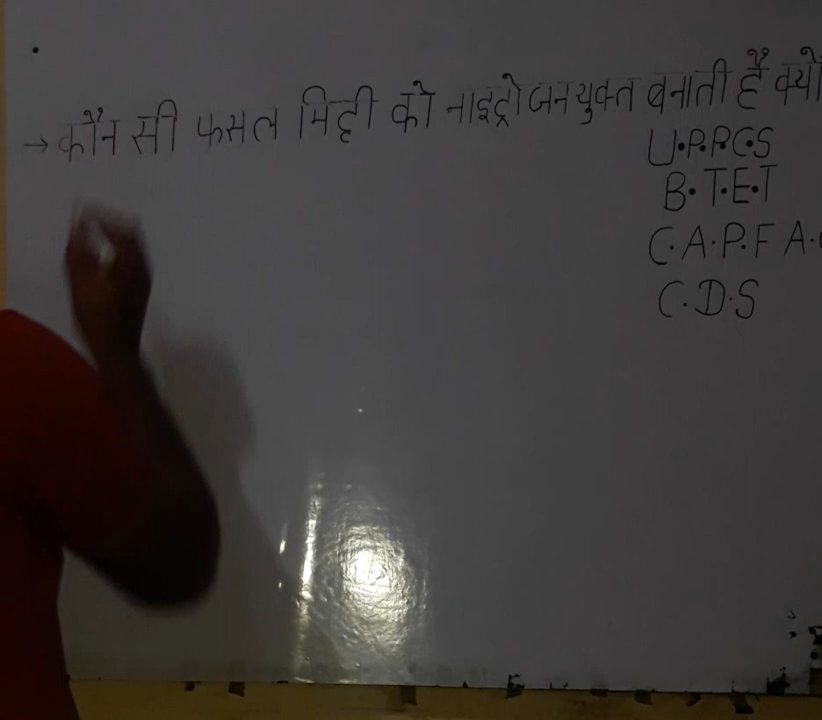 → कौन सी फसल मिट्टी को नाइट्रोजनयुक्त बनाती है क्यों
U.P.P.C.S
B.T.E.T
C.A.P.F A.
C.D.S